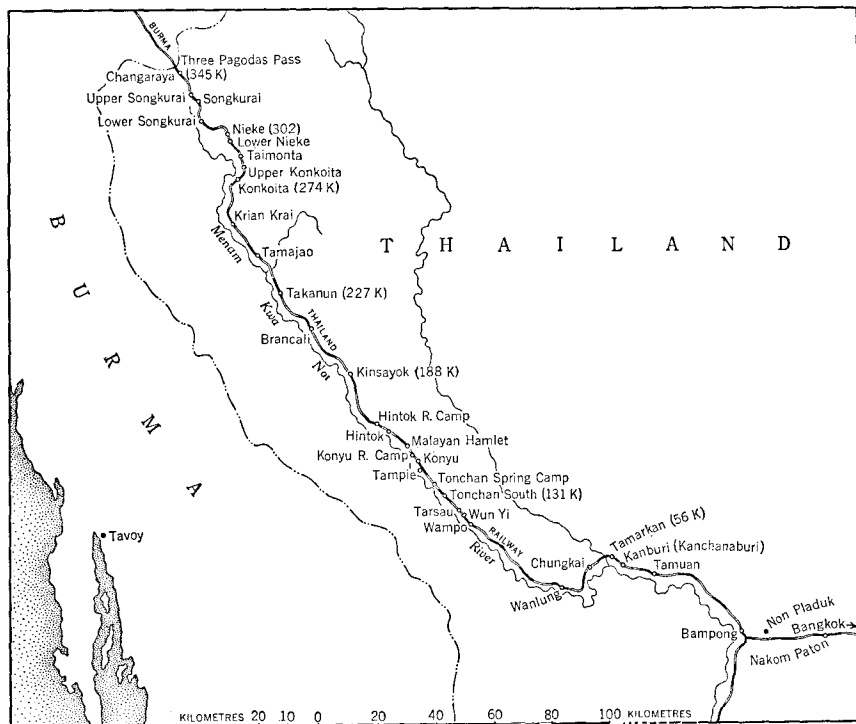 BURMA
Three Pagodas Pass
Changaraya (345 K)
Upper Songkurai
Songkurai
Lower Songkurai
Nieke (302)
Lower Nieke
Taimonta
Upper Konkoita
Konkoita (274 K)
Krian Krai
Menam
Tamajao
THAILAND
BURMA
Takanun (227 K)
Kwa
THAILAND
Brancali
Noi
Kinsayok (188 K)
Hintok R. Camp
Hintok
Malayan Hamlet
Konyu R. Camp
Konyu
Tampie
Tonchan Spring Camp
Tonchan South (131 K)
Tarsau
Wun Yi
Wampo
RAILWAY
River
Tavoy
Tamarkan (56 K)
Chungkai
Kanburi (Kanchanaburi)
Tamuan
Wanlung
Non Pladuk
Bangkok
Bampong
Nakom Paton
KILOMETRES 20 10 0 20 40 60 80 100 KILOMETRES